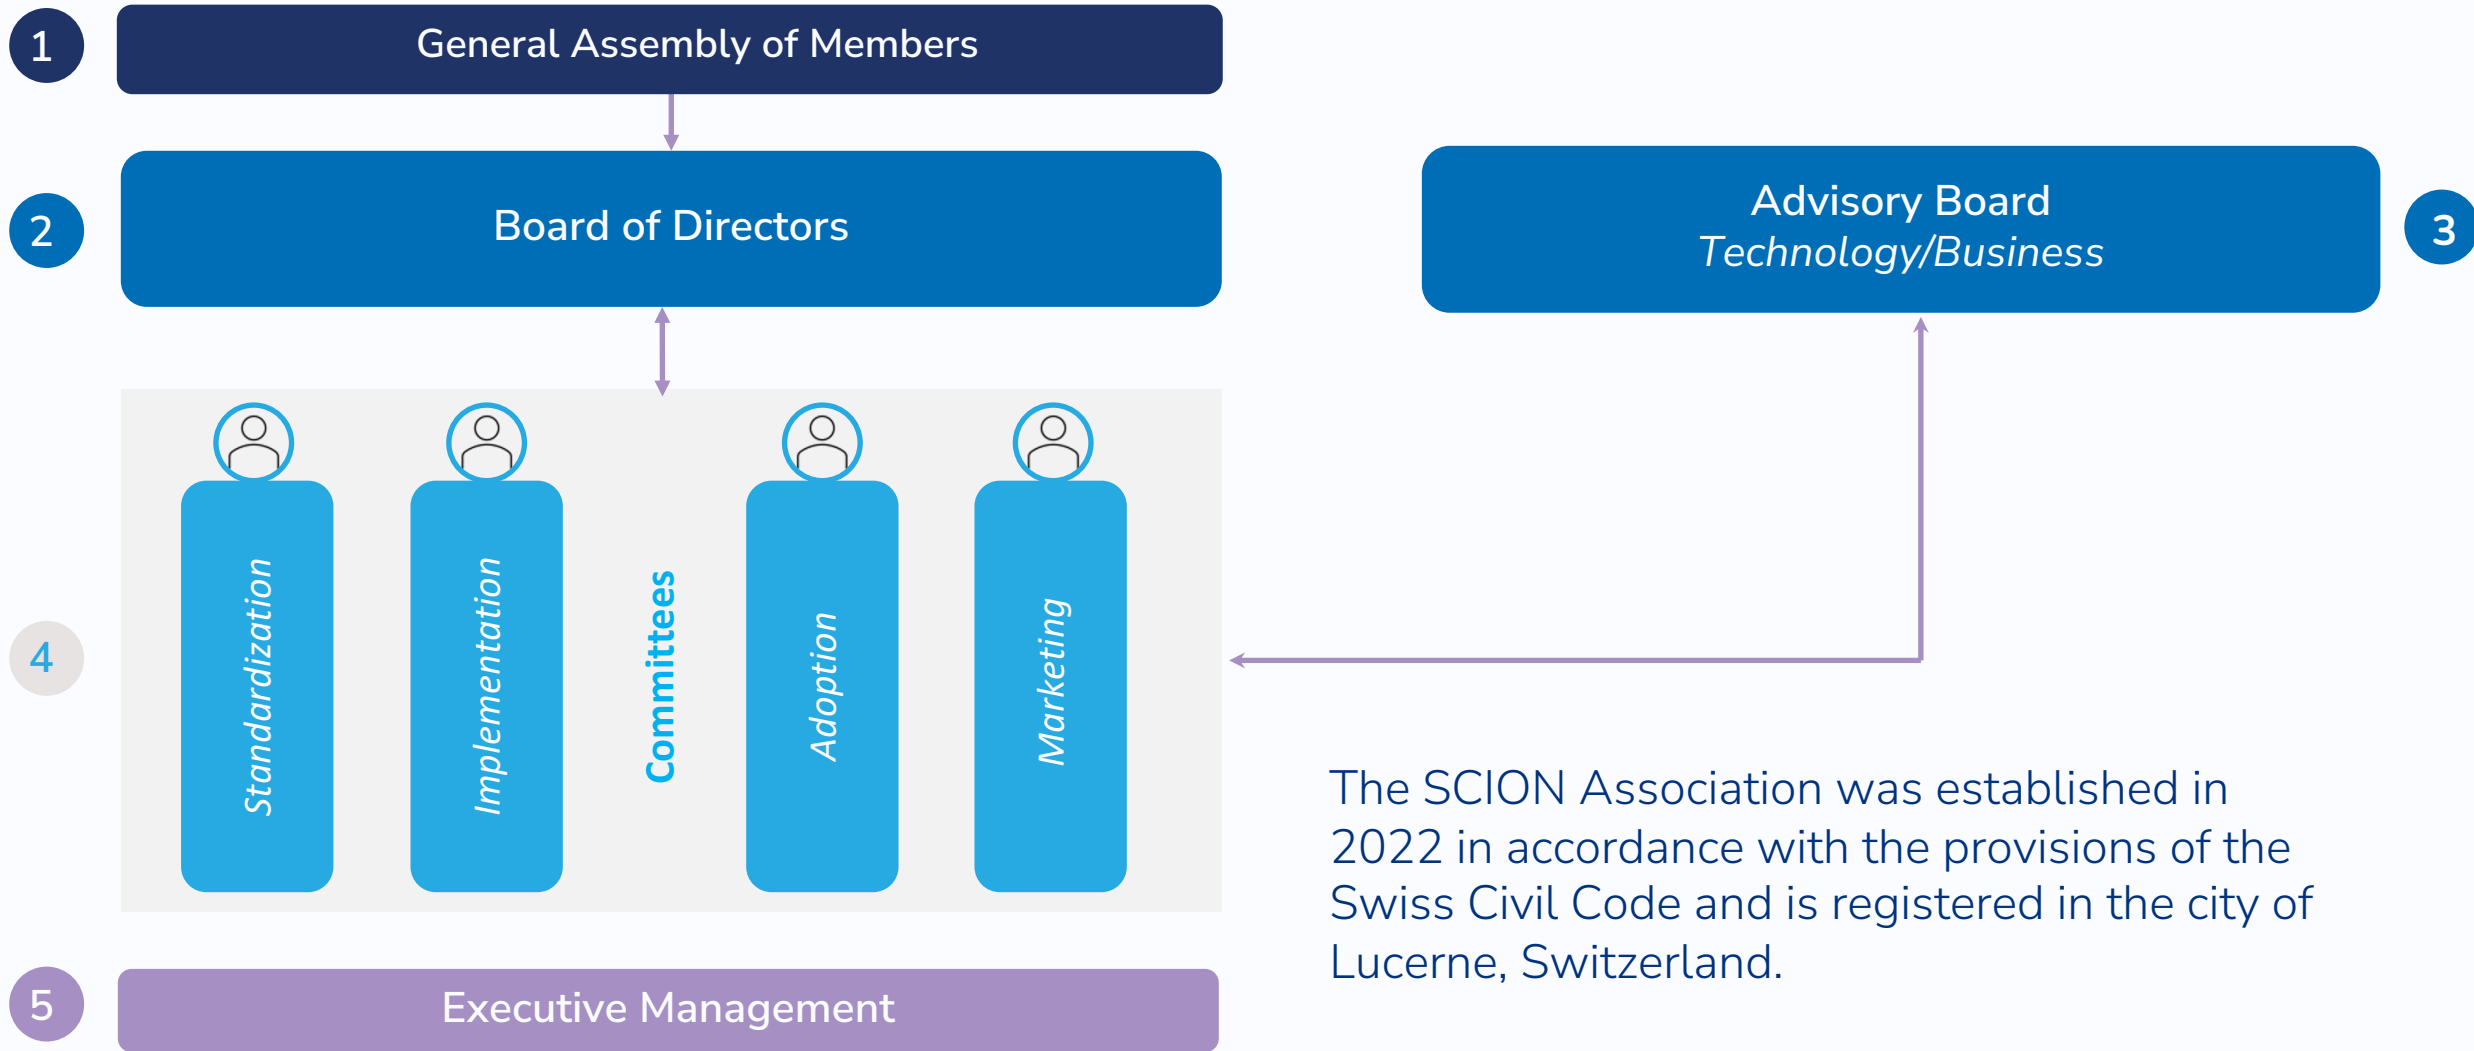 1
General Assembly of Members
2
Board of Directors
Advisory Board
Technology/Business
3
4
Standardization
Implementation
Committees
Adoption
Marketing
The SCION Association was established in
2022 in accordance with the provisions of the
Swiss Civil Code and is registered in the city of
Lucerne, Switzerland.
5
Executive Management